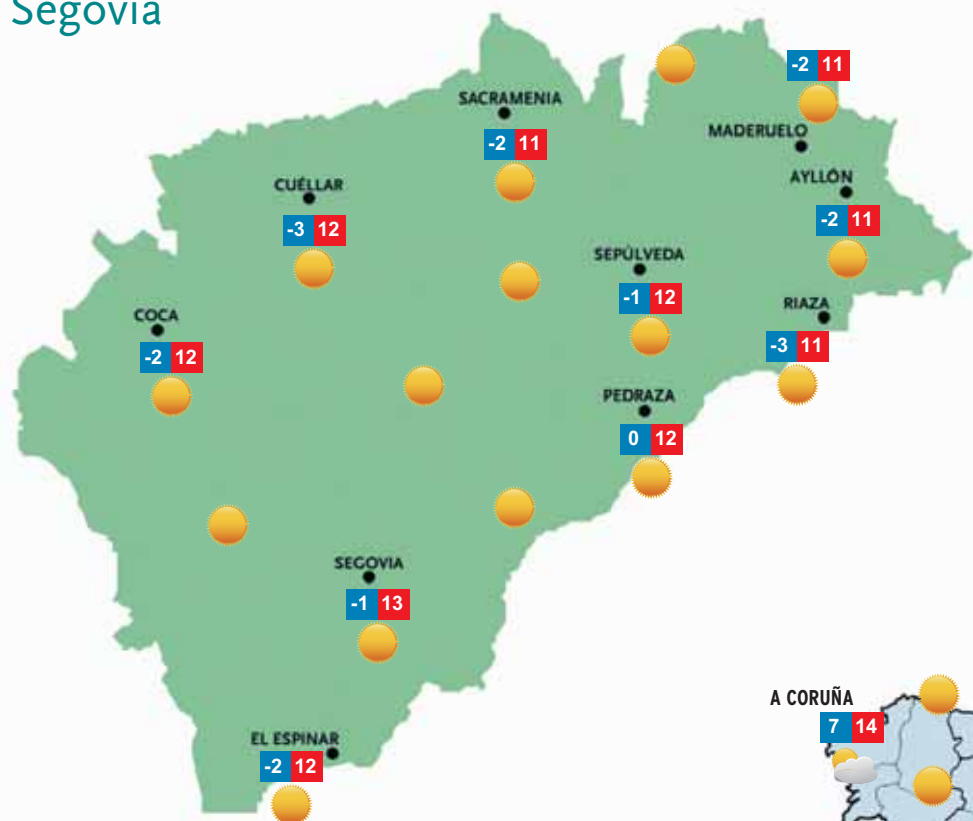 Segovia
-2 11
SACRAMENIA
-2 11
MADERUELO
CUÉLLAR
-3 12
AYLLÓN
-2 11
SEPÚLVEDA
-1 12
RIAZA
-3 11
COCA
-2 12
PEDRAZA
0 12
SEGOVIA
-1 13
A CORUÑA
7 14
EL ESPINAR
-2 12